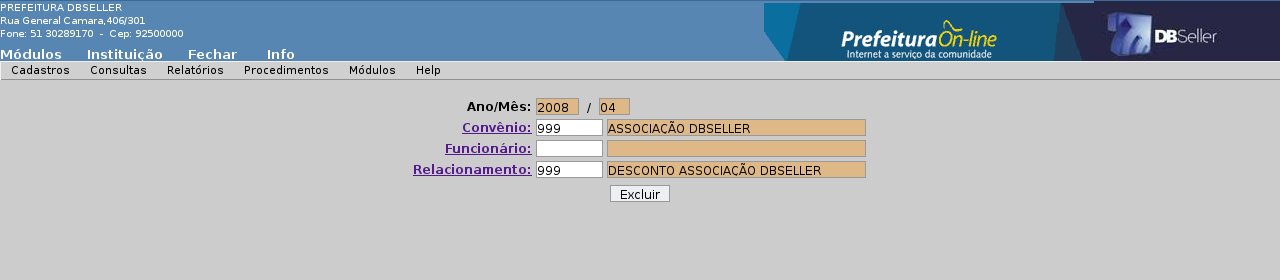 PREFEITURA DBSELLER
Rua General Camara,406/301
Fone: 51 30289170 - Cep: 92500000
Módulos Instituição Fechar Info
PrefeituraOn-line
Internet a serviço da comunidade
DBSeller
Cadastros Consultas Relatórios Procedimentos Módulos Help
Ano/Mês: 2008 / 04
Convênio: 999 ASSOCIAÇÃO DBSELLER
Funcionário:
Relacionamento: 999 DESCONTO ASSOCIAÇÃO DBSELLER
Excluir